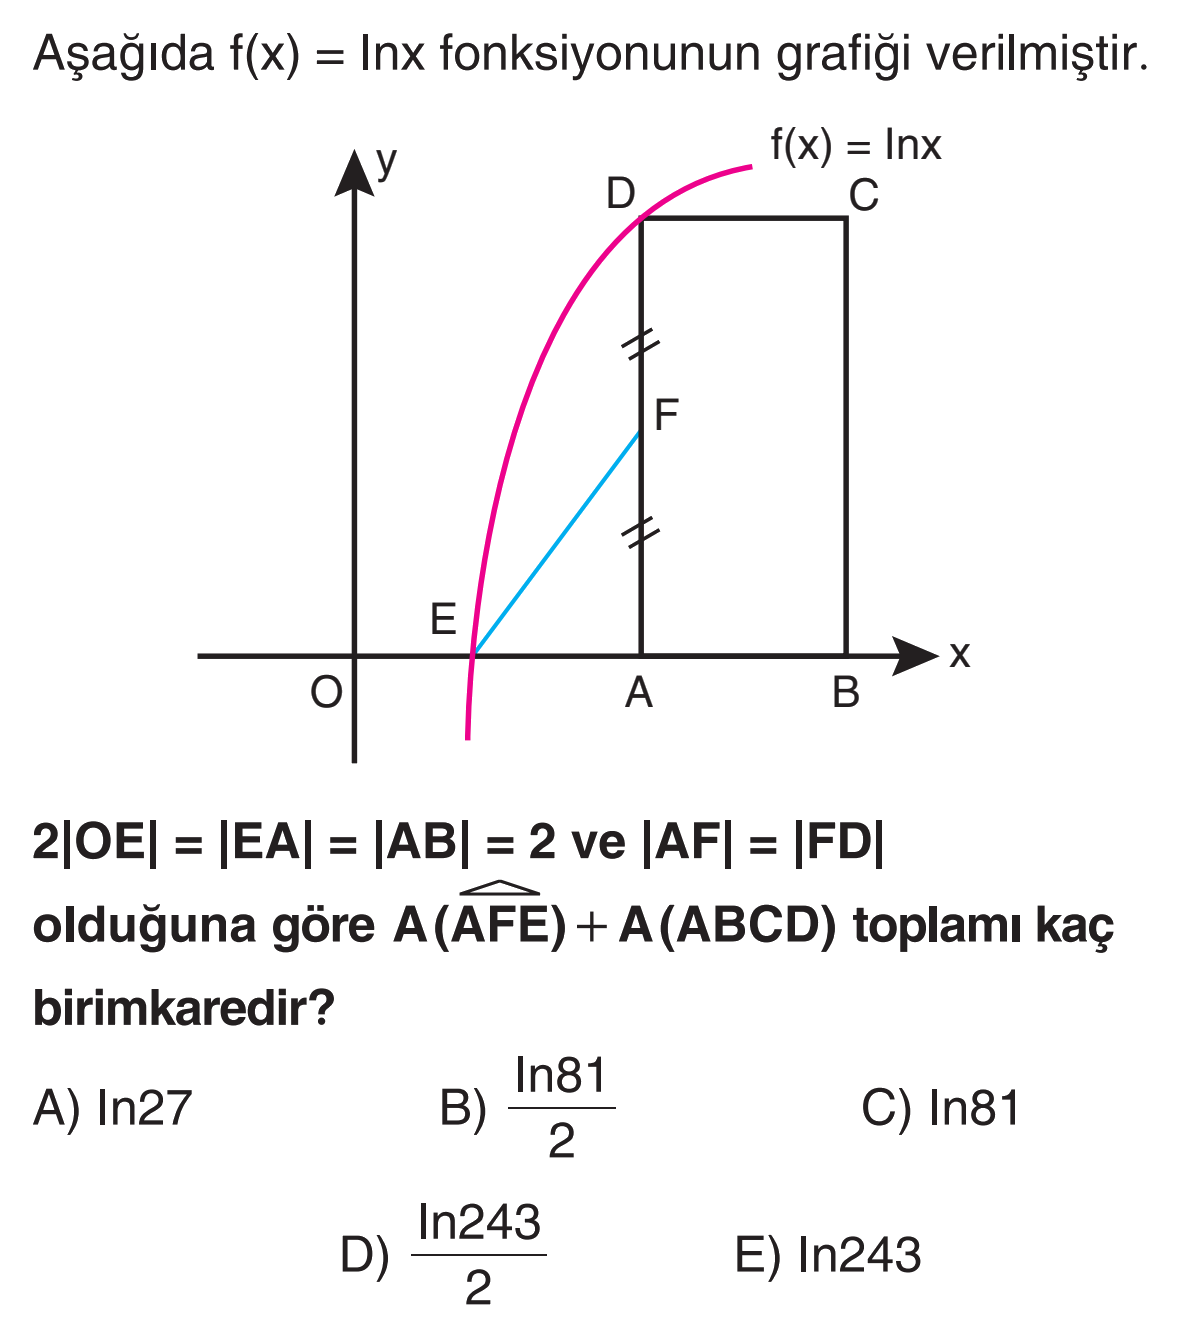 Aşağıda f(x) = lnx fonksiyonunun grafiği verilmiştir.
f(x) = lnx
y
D
C
F
E
x
O
A
B
2|OE| = |EA| = |AB| = 2 ve |AF| = |FD|
olduğuna göre A(AFE) + A(ABCD) toplamı kaç
birimkaredir?
A) ln27 B) ln81/2 C) ln81
D) ln243/2 E) ln243